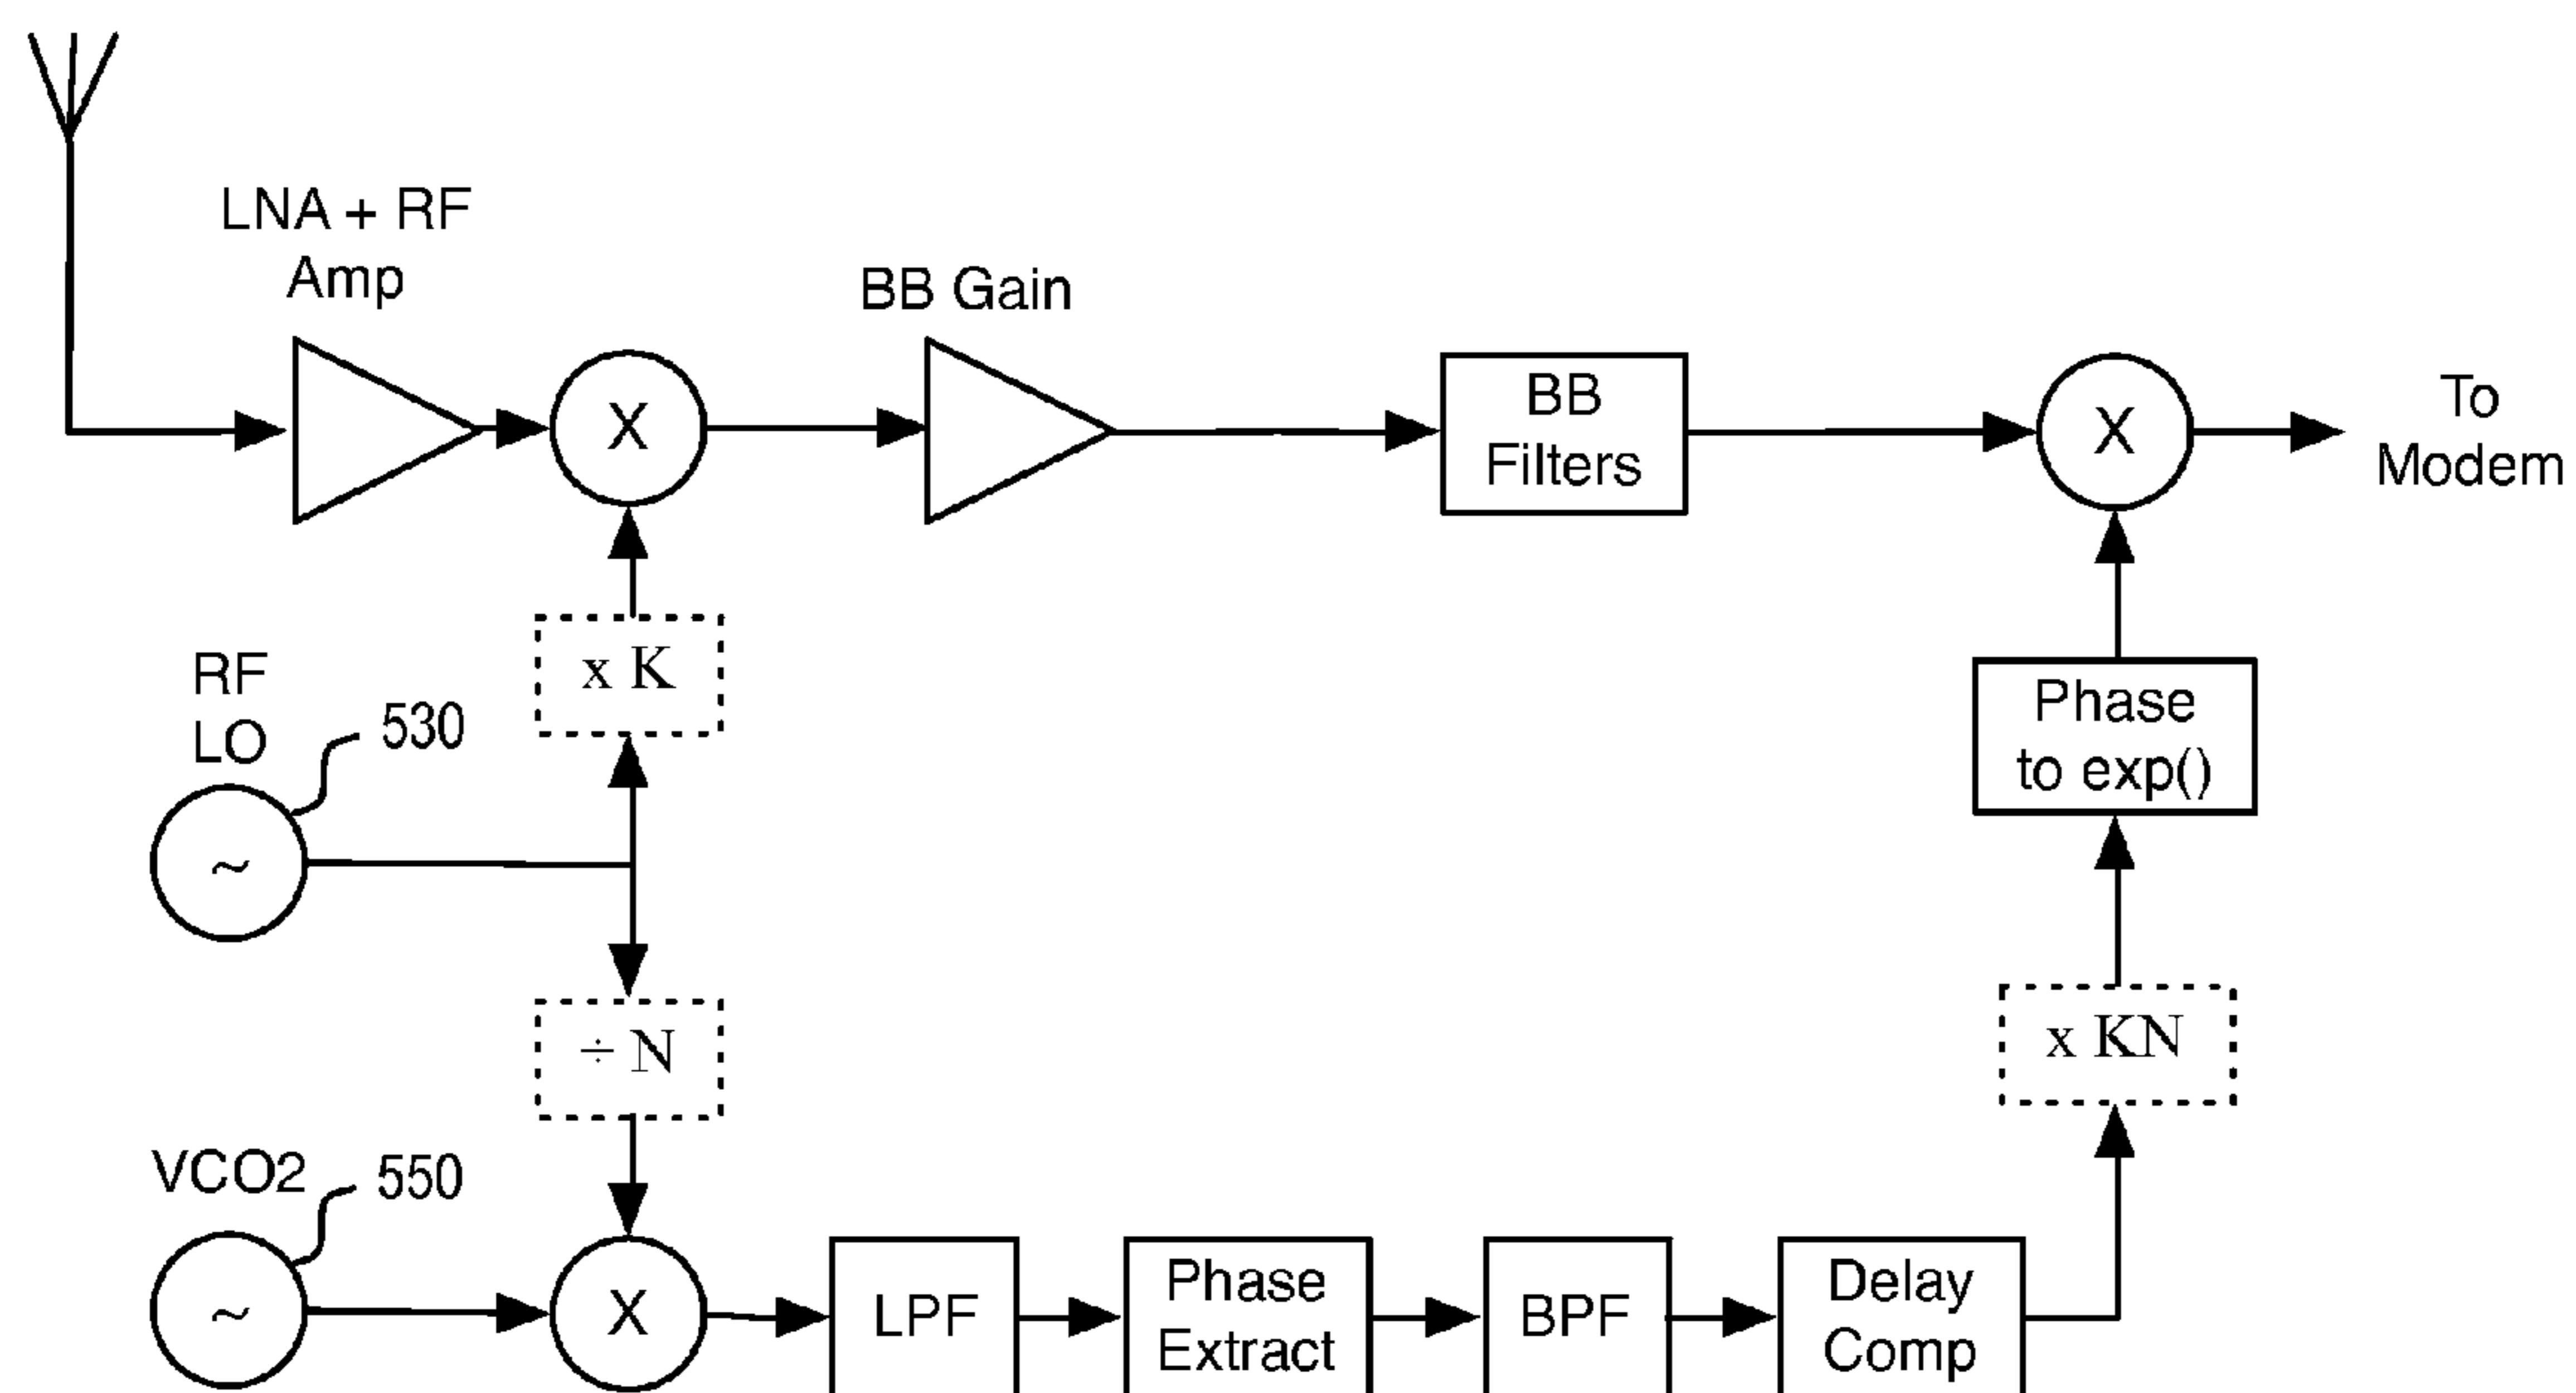 LNA + RF
Amp
BB Gain
X
BB
Filters
X
To
Modem
x K
RF
LO
530
~
Phase
to exp()
÷ N
x KN
VCO2
550
~
X
LPF
Phase
Extract
BPF
Delay
Comp